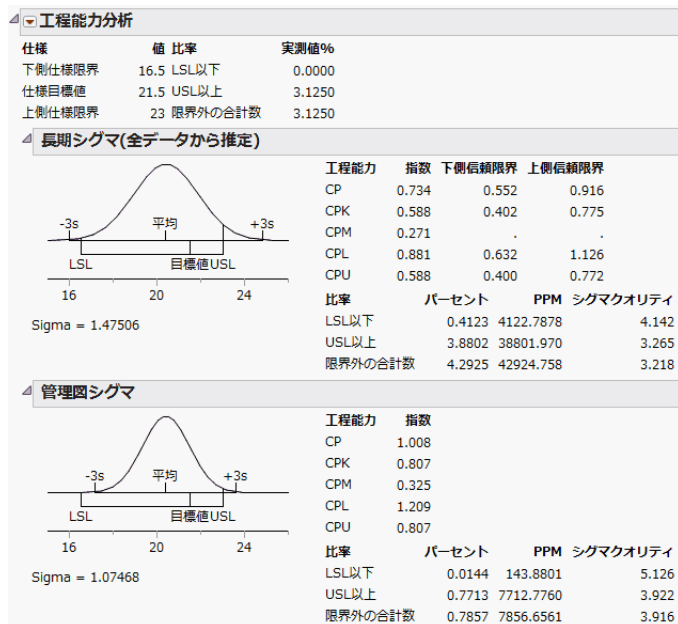 工程能力分析
仕様 値 比率 実測値%
下側仕様限界 16.5 LSL以下 0.0000
仕様目標値 21.5 USL以上 3.1250
上側仕様限界 23 限界外の合計数 3.1250
長期シグマ(全データから推定)
-3s 平均 +3s
LSL 目標値 USL
16 20 24
Sigma = 1.47506
工程能力 指数 下側信頼限界 上側信頼限界
CP 0.734 0.552 0.916
CPK 0.588 0.402 0.775
CPM 0.271 . .
CPL 0.881 0.632 1.126
CPU 0.588 0.400 0.772
比率 パーセント PPM シグマクオリティ
LSL以下 0.4123 4122.7878 4.142
USL以上 3.8802 38801.970 3.265
限界外の合計数 4.2925 42924.758 3.218
管理図シグマ
-3s 平均 +3s
LSL 目標値 USL
16 20 24
Sigma = 1.07468
工程能力 指数
CP 1.008
CPK 0.807
CPM 0.325
CPL 1.209
CPU 0.807
比率 パーセント PPM シグマクオリティ
LSL以下 0.0144 143.8801 5.126
USL以上 0.7713 7712.7760 3.922
限界外の合計数 0.7857 7856.6561 3.916